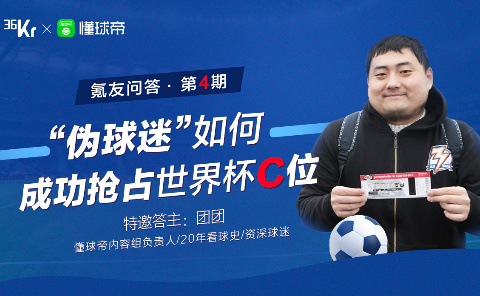 36Kr × 懂球帝
氪友问答·第4期
“伪球迷”如何
成功抢占世界杯C位
特邀答主：团团
懂球帝内容组负责人/20年看球史/资深球迷